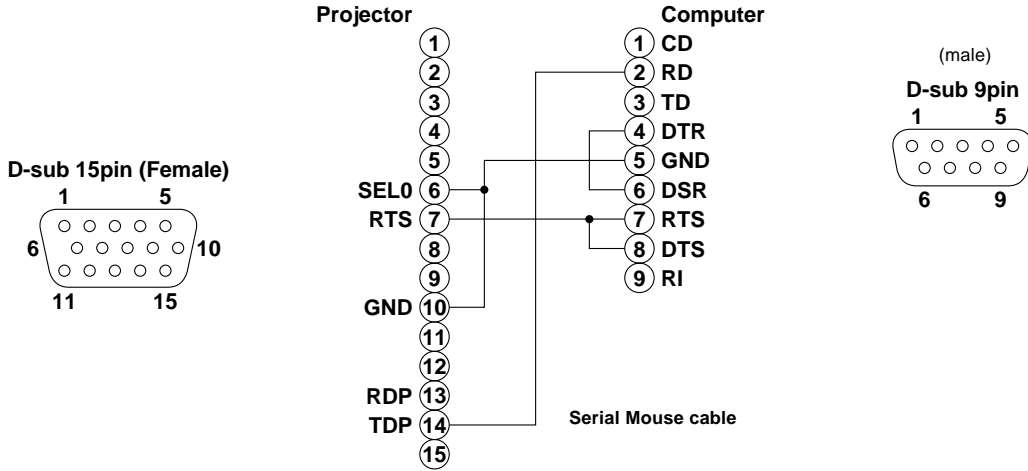 Projector
Computer
1
2
3
4
5
SEL0 6
RTS 7
8
9
GND 10
11
12
RDP 13
TDP 14
15
1 CD
2 RD
3 TD
4 DTR
5 GND
6 DSR
7 RTS
8 DTS
9 RI
Serial Mouse cable
D-sub 15pin (Female)
1 5
6 10
11 15
(male)
D-sub 9pin
1 5
6 9